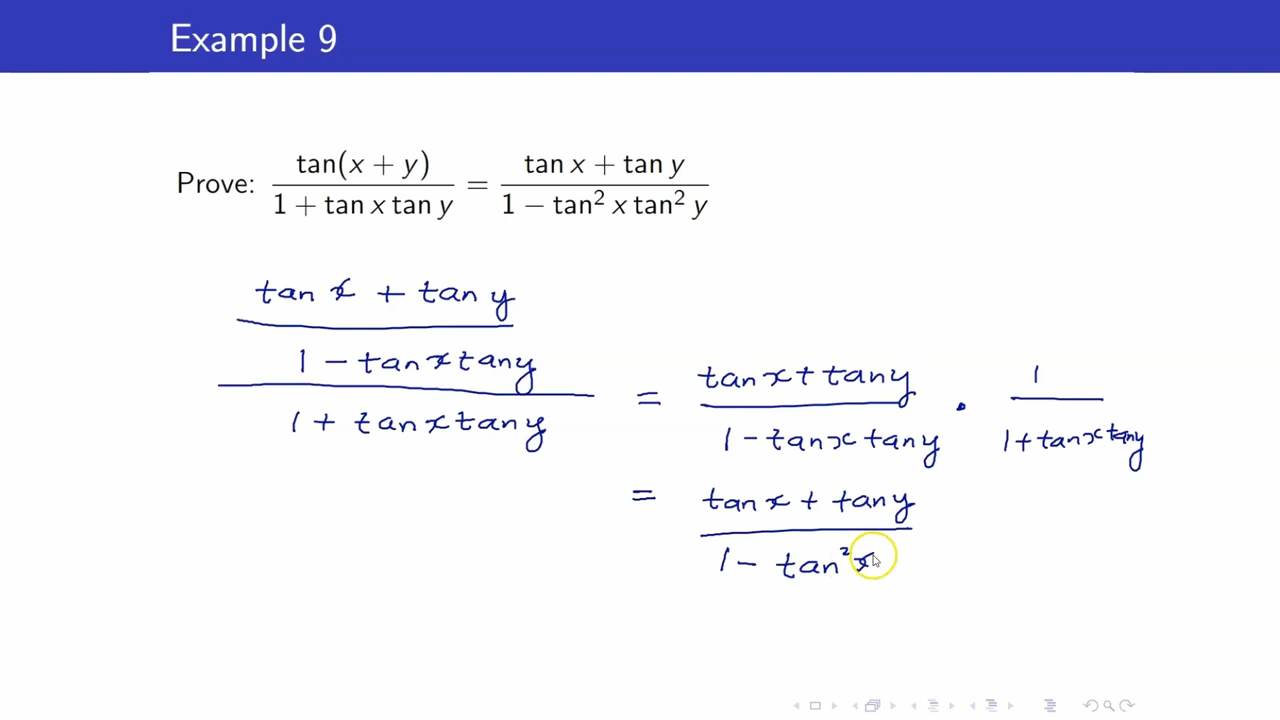 Example 9
Prove: tan(x + y) / 1 + tan x tan y = tan x + tan y / 1 − tan² x tan² y
tan x + tan y
1 − tan x tan y
1 + tan x tan y
= tan x + tan y / 1 − tan x tan y · 1 / 1 + tan x tan y
= tan x + tan y / 1 − tan² x